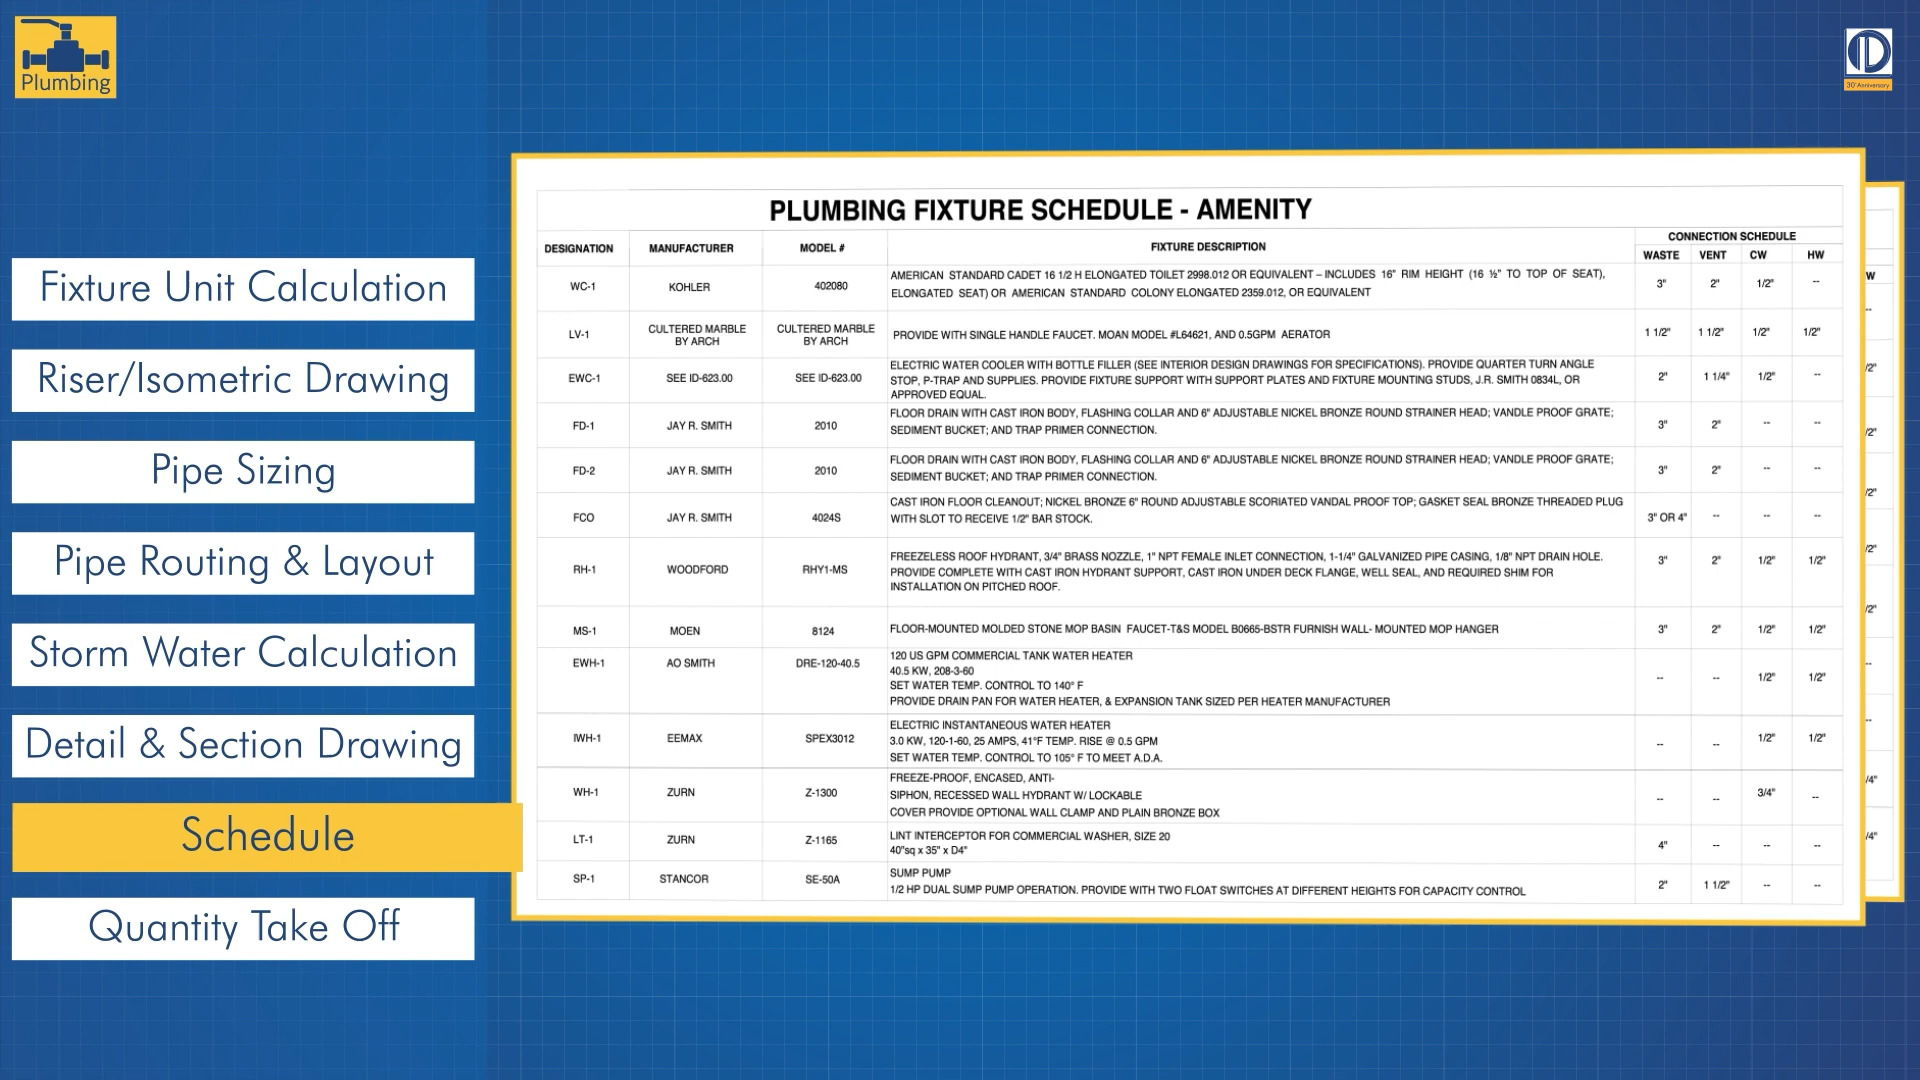 Plumbing
30 Anniversary
Fixture Unit Calculation
Riser/Isometric Drawing
Pipe Sizing
Pipe Routing & Layout
Storm Water Calculation
Detail & Section Drawing
Schedule
Quantity Take Off
PLUMBING FIXTURE SCHEDULE - AMENITY
DESIGNATION MANUFACTURER MODEL # FIXTURE DESCRIPTION CONNECTION SCHEDULE
WASTE VENT CW HW
WC-1 KOHLER 402080 AMERICAN STANDARD CADET 16 1/2 H ELONGATED TOILET 2998.012 OR EQUIVALENT – INCLUDES 16" RIM HEIGHT (16 ½" TO TOP OF SEAT),
ELONGATED SEAT) OR AMERICAN STANDARD COLONY ELONGATED 2359.012, OR EQUIVALENT 3" 2" 1/2" --
LV-1 CULTERED MARBLE BY ARCH CULTERED MARBLE BY ARCH PROVIDE WITH SINGLE HANDLE FAUCET. MOAN MODEL #L64621, AND 0.5GPM AERATOR 1 1/2" 1 1/2" 1/2" 1/2"
EWC-1 SEE ID-623.00 SEE ID-623.00 ELECTRIC WATER COOLER WITH BOTTLE FILLER (SEE INTERIOR DESIGN DRAWINGS FOR SPECIFICATIONS). PROVIDE QUARTER TURN ANGLE
STOP, P-TRAP AND SUPPLIES. PROVIDE FIXTURE SUPPORT WITH SUPPORT PLATES AND FIXTURE MOUNTING STUDS, J.R. SMITH 0834L, OR
APPROVED EQUAL. 2" 1 1/4" 1/2" --
FD-1 JAY R. SMITH 2010 FLOOR DRAIN WITH CAST IRON BODY, FLASHING COLLAR AND 6" ADJUSTABLE NICKEL BRONZE ROUND STRAINER HEAD; VANDLE PROOF GRATE;
SEDIMENT BUCKET; AND TRAP PRIMER CONNECTION. 3" 2" -- --
FD-2 JAY R. SMITH 2010 FLOOR DRAIN WITH CAST IRON BODY, FLASHING COLLAR AND 6" ADJUSTABLE NICKEL BRONZE ROUND STRAINER HEAD; VANDLE PROOF GRATE;
SEDIMENT BUCKET; AND TRAP PRIMER CONNECTION. 3" 2" -- --
FCO JAY R. SMITH 4024S CAST IRON FLOOR CLEANOUT; NICKEL BRONZE 6" ROUND ADJUSTABLE SCORIATED VANDAL PROOF TOP; GASKET SEAL BRONZE THREADED PLUG
WITH SLOT TO RECEIVE 1/2" BAR STOCK. 3" OR 4" -- -- --
RH-1 WOODFORD RHY1-MS FREEZELESS ROOF HYDRANT, 3/4" BRASS NOZZLE, 1" NPT FEMALE INLET CONNECTION, 1-1/4" GALVANIZED PIPE CASING, 1/8" NPT DRAIN HOLE.
PROVIDE COMPLETE WITH CAST IRON HYDRANT SUPPORT, CAST IRON UNDER DECK FLANGE, WELL SEAL, AND REQUIRED SHIM FOR
INSTALLATION ON PITCHED ROOF. 3" 2" 1/2" 1/2"
MS-1 MOEN 8124 FLOOR-MOUNTED MOLDED STONE MOP BASIN FAUCET-T&S MODEL B0665-BSTR FURNISH WALL- MOUNTED MOP HANGER 3" 2" 1/2" 1/2"
EWH-1 AO SMITH DRE-120-40.5 120 US GPM COMMERCIAL TANK WATER HEATER
40.5 KW, 208-3-60
SET WATER TEMP. CONTROL TO 140° F
PROVIDE DRAIN PAN FOR WATER HEATER, & EXPANSION TANK SIZED PER HEATER MANUFACTURER -- -- 1/2" 1/2"
IWH-1 EEMAX SPEX3012 ELECTRIC INSTANTANEOUS WATER HEATER
3.0 KW, 120-1-60, 25 AMPS, 41°F TEMP. RISE @ 0.5 GPM
SET WATER TEMP. CONTROL TO 105° F TO MEET A.D.A. -- -- 1/2" 1/2"
WH-1 ZURN Z-1300 FREEZE-PROOF, ENCASED, ANTI-
SIPHON, RECESSED WALL HYDRANT W/ LOCKABLE
COVER PROVIDE OPTIONAL WALL CLAMP AND PLAIN BRONZE BOX -- -- 3/4" --
LT-1 ZURN Z-1165 LINT INTERCEPTOR FOR COMMERCIAL WASHER, SIZE 20
40"sq x 35" x D4" 4" -- -- --
SP-1 STANCOR SE-50A SUMP PUMP
1/2 HP DUAL SUMP PUMP OPERATION. PROVIDE WITH TWO FLOAT SWITCHES AT DIFFERENT HEIGHTS FOR CAPACITY CONTROL 2" 1 1/2" -- --